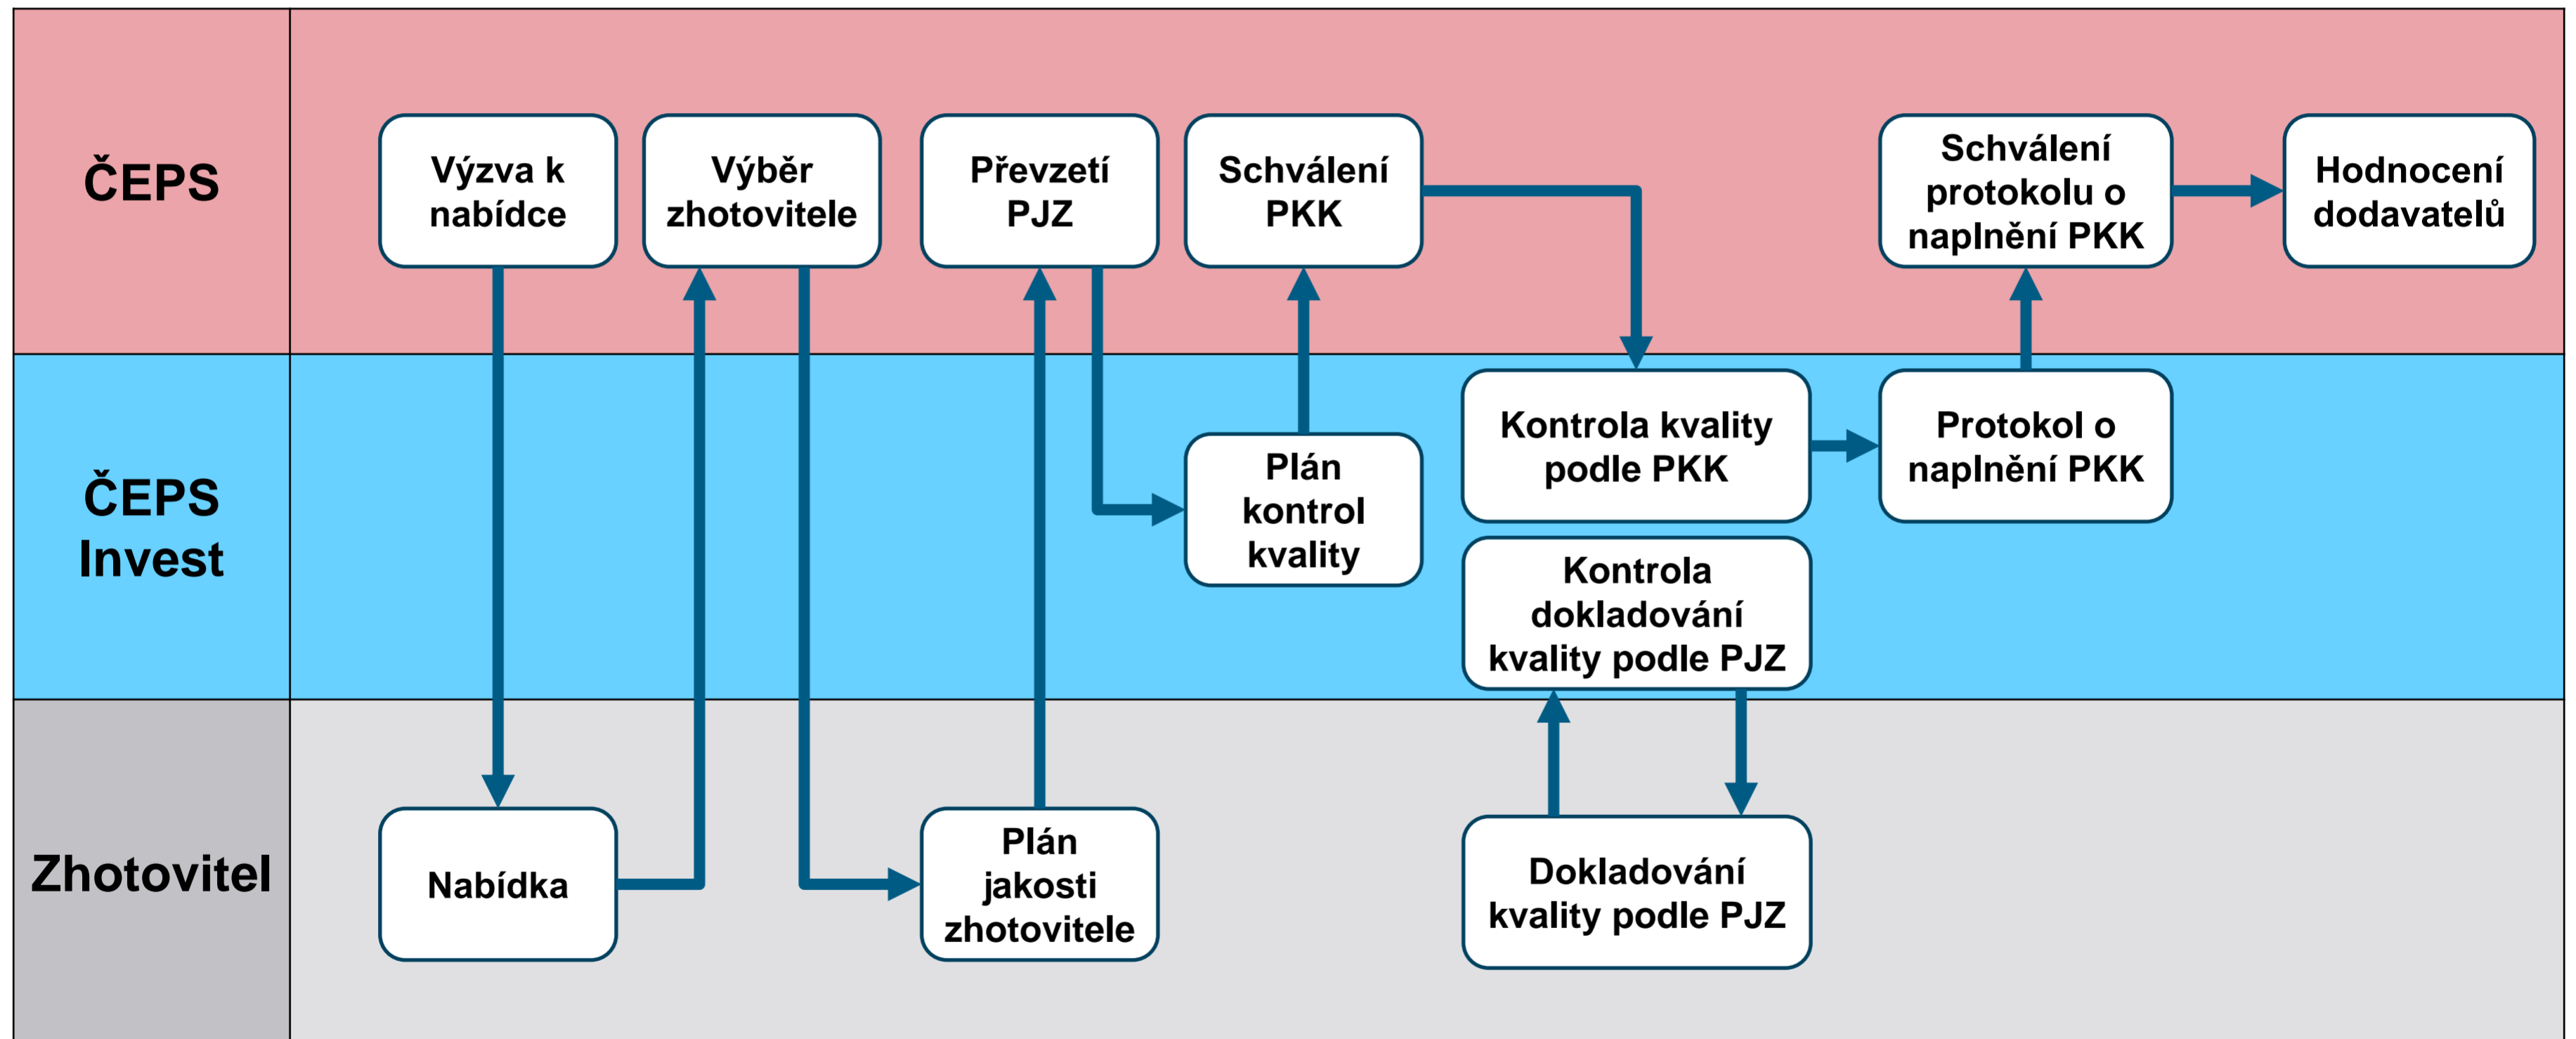 ČEPS
Výzva k
nabídce
Výběr
zhotovitele
Převzetí
PJZ
Schválení
PKK
Schválení
protokolu o
naplnění PKK
Hodnocení
dodavatelů
ČEPS
Invest
Plán
kontrol
kvality
Kontrola kvality
podle PKK
Protokol o
naplnění PKK
Kontrola
dokladování
kvality podle PJZ
Zhotovitel
Nabídka
Plán
jakosti
zhotovitele
Dokladování
kvality podle PJZ